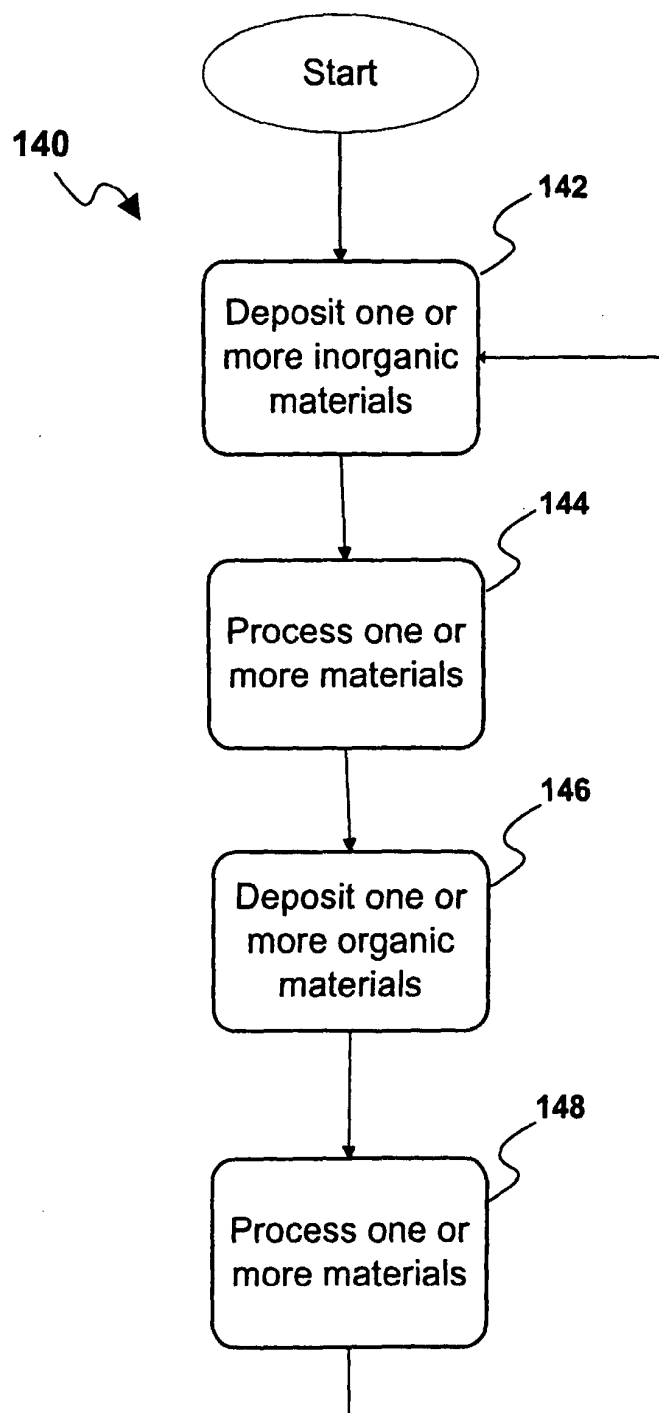 Start
140
142
Deposit one or
more inorganic
materials
144
Process one or
more materials
146
Deposit one or
more organic
materials
148
Process one or
more materials